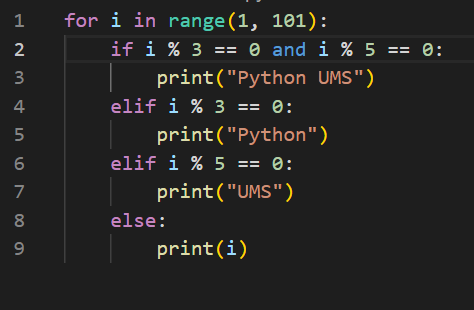 1 for i in range(1, 101):
2     if i % 3 == 0 and i % 5 == 0:
3         print("Python UMS")
4     elif i % 3 == 0:
5         print("Python")
6     elif i % 5 == 0:
7         print("UMS")
8     else:
9         print(i)